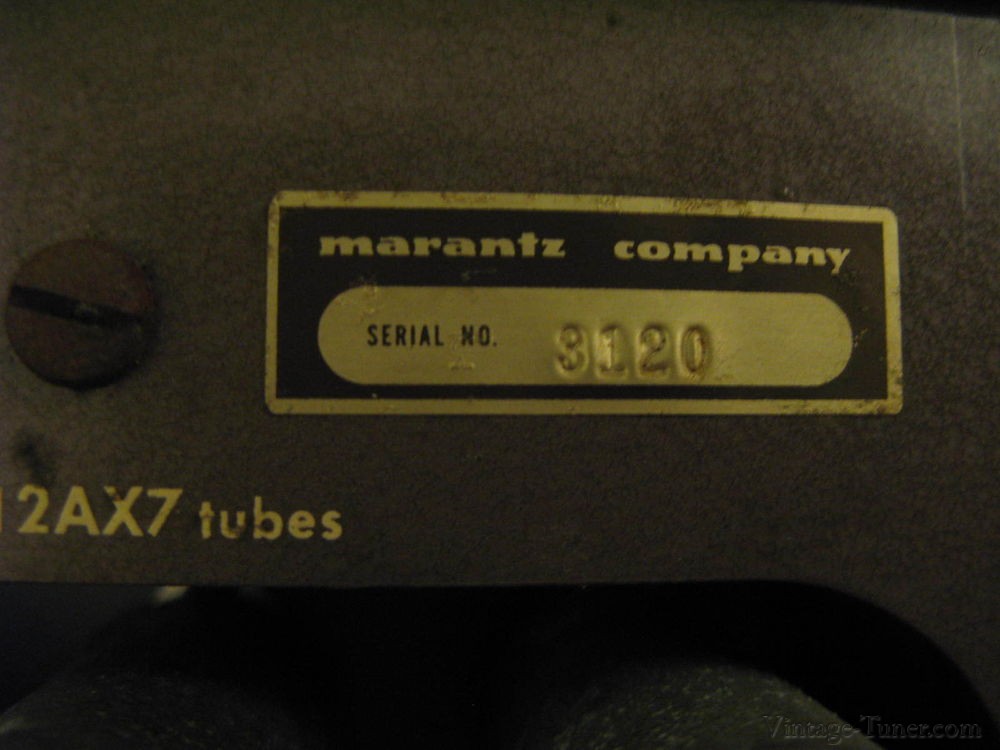 marantz company
SERIAL NO. 3120
12AX7 tubes
Vintage-Tuner.com